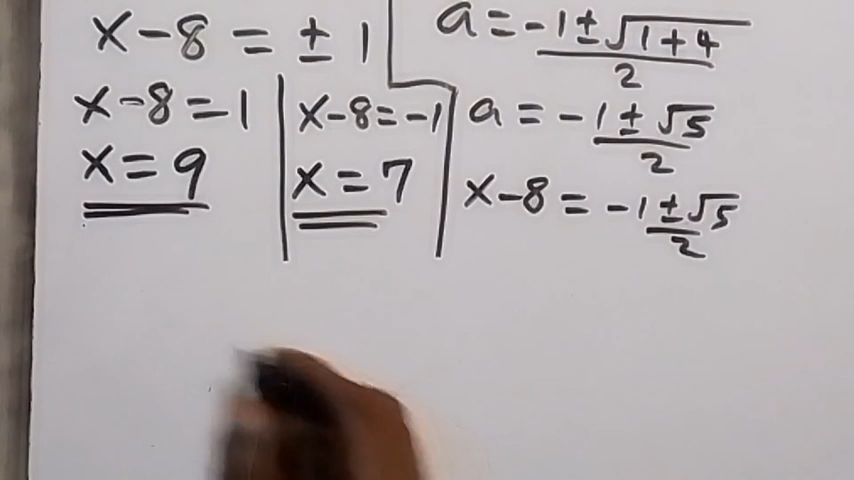 x-8 = ± 1
x-8=1
x=9
x-8=-1
x=7
a = -1±√1+4
2
a = -1±√5
2
x-8 = -1±√5
2